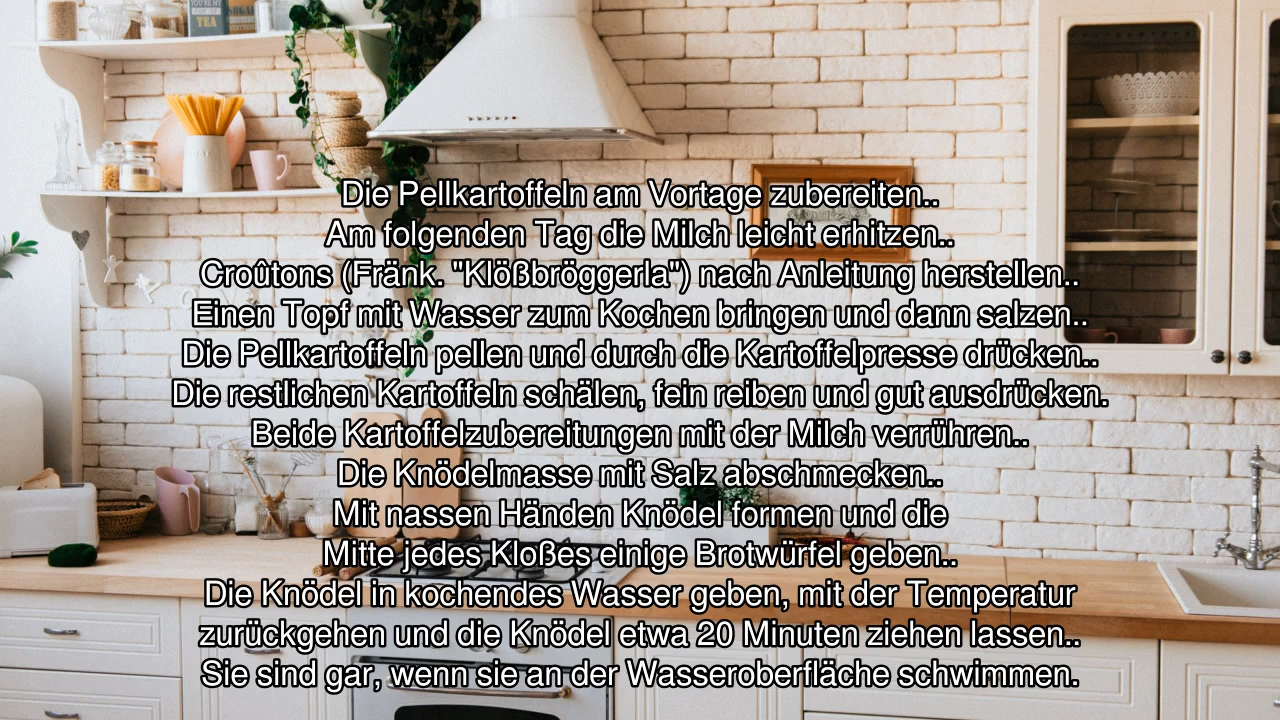 TEA
Die Pellkartoffeln am Vortage zubereiten..
Am folgenden Tag die Milch leicht erhitzen..
Croûtons (Fränk. "Klößbröggerla") nach Anleitung herstellen..
Einen Topf mit Wasser zum Kochen bringen und dann salzen..
Die Pellkartoffeln pellen und durch die Kartoffelpresse drücken..
Die restlichen Kartoffeln schälen, fein reiben und gut ausdrücken.
Beide Kartoffelzubereitungen mit der Milch verrühren..
Die Knödelmasse mit Salz abschmecken..
Mit nassen Händen Knödel formen und die
Mitte jedes Kloßes einige Brotwürfel geben..
Die Knödel in kochendes Wasser geben, mit der Temperatur
zurückgehen und die Knödel etwa 20 Minuten ziehen lassen..
Sie sind gar, wenn sie an der Wasseroberfläche schwimmen.